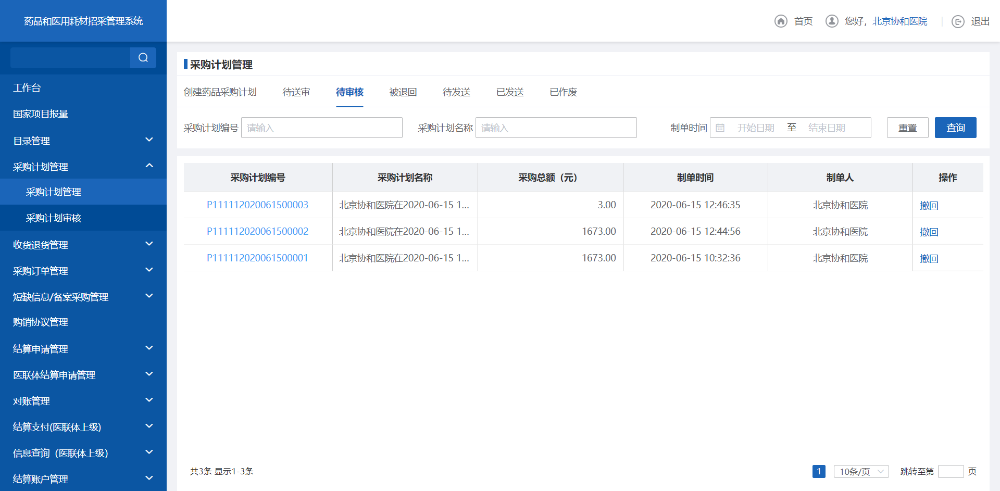 药品和医用耗材招采管理系统
首页 您好，北京协和医院 退出
工作台
国家项目报量
目录管理
采购计划管理
采购计划管理
采购计划审核
收货退货管理
采购订单管理
短缺信息/备案采购管理
购销协议管理
结算申请管理
医联体结算申请管理
对账管理
结算支付(医联体上级)
信息查询（医联体上级）
结算账户管理
采购计划管理
创建药品采购计划 待送审 待审核 被退回 待发送 已发送 已作废
采购计划编号 请输入 采购计划名称 请输入 制单时间 开始日期 至 结束日期 重置 查询
采购计划编号 采购计划名称 采购总额（元） 制单时间 制单人 操作
P111112020061500003 北京协和医院在2020-06-15 1... 3.00 2020-06-15 12:46:35 北京协和医院 撤回
P111112020061500002 北京协和医院在2020-06-15 1... 1673.00 2020-06-15 12:44:56 北京协和医院 撤回
P111112020061500001 北京协和医院在2020-06-15 1... 1673.00 2020-06-15 10:32:36 北京协和医院 撤回
共3条 显示1-3条 1 10条/页 跳转至第 页